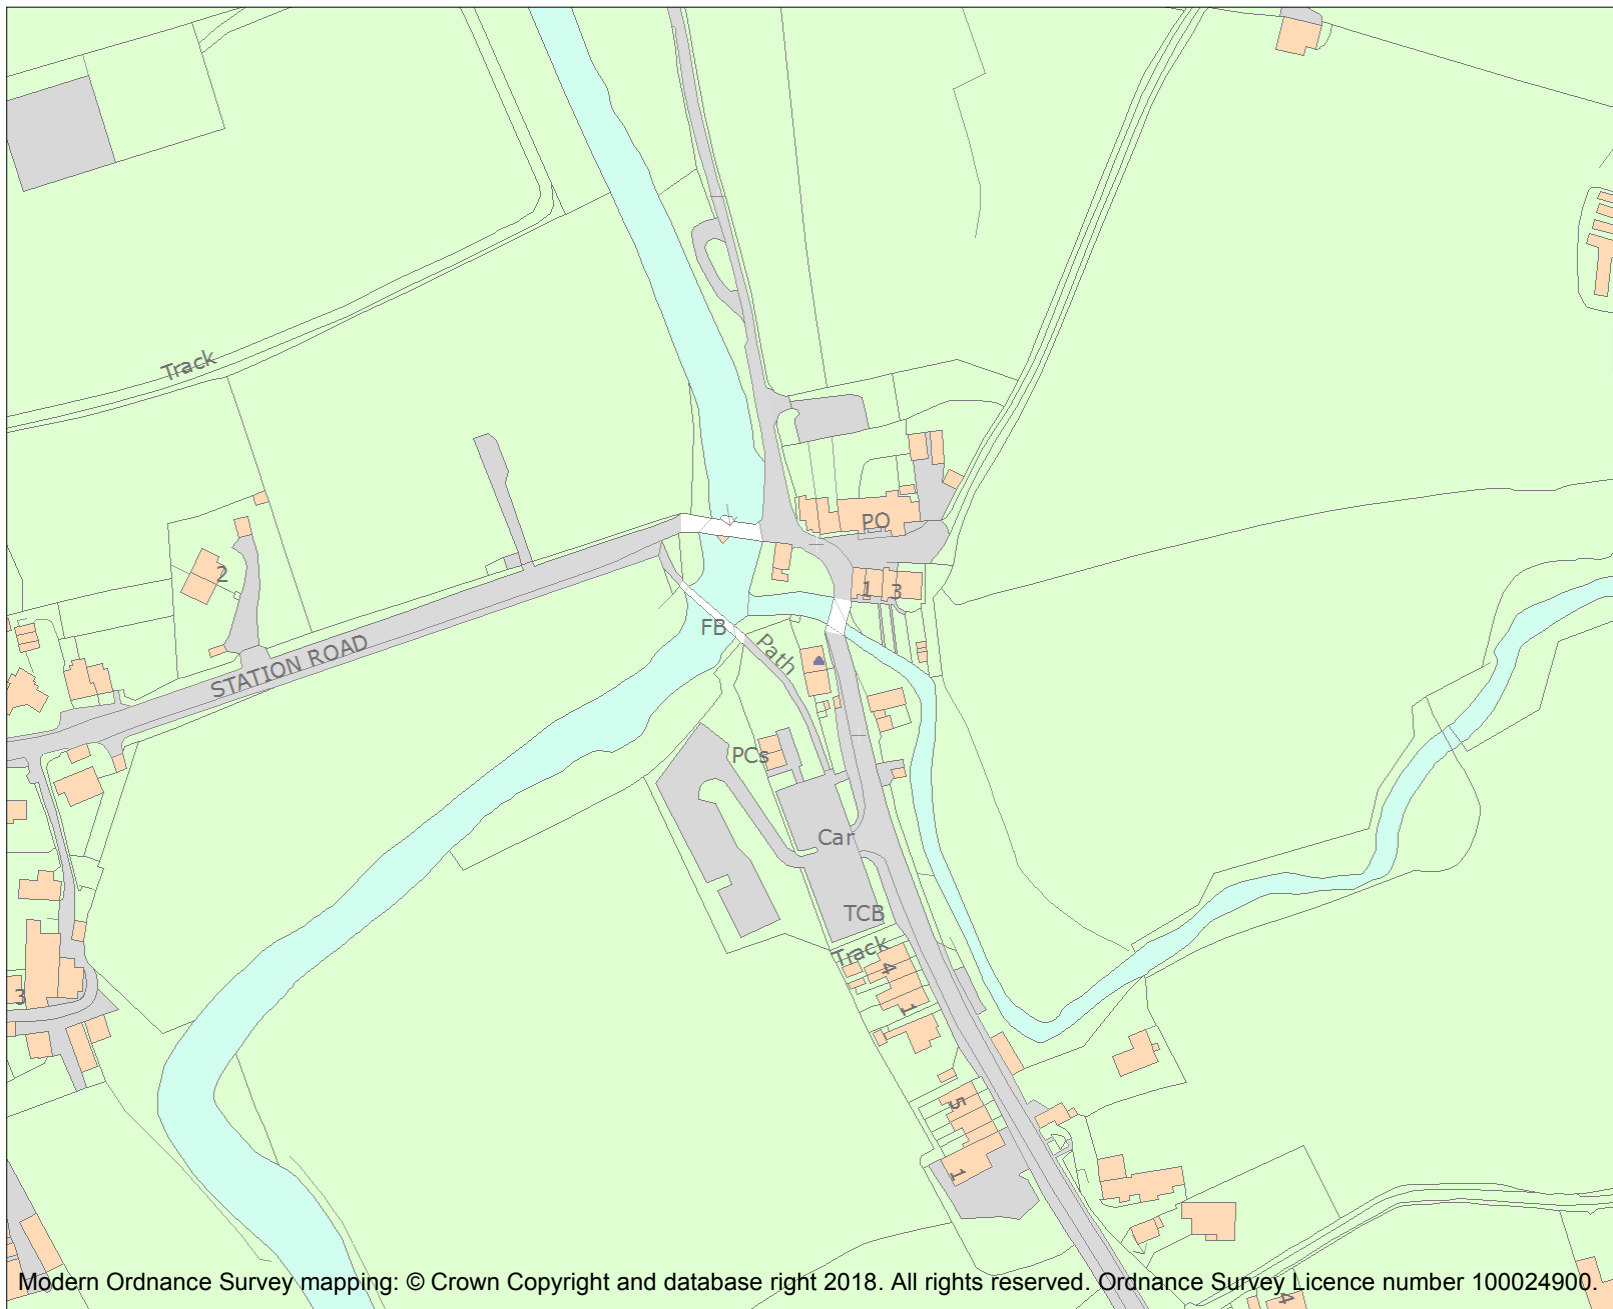 Track
PO
2
1
3
FB
Path
STATION ROAD
PCs
Car
TCB
Track
4
3
1
5
1
4
Modern Ordnance Survey mapping: © Crown Copyright and database right 2018. All rights reserved. Ordnance Survey Licence number 100024900.